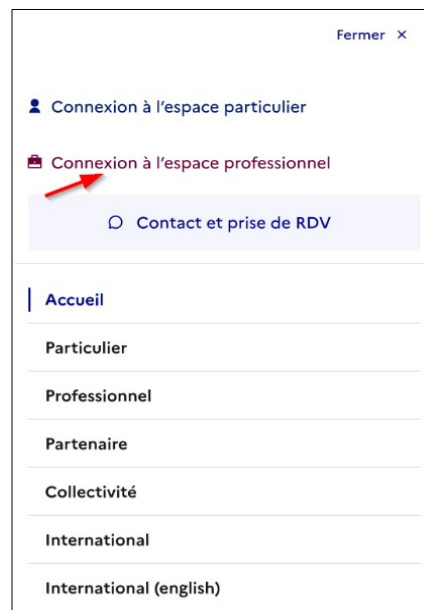 Fermer ×
Connexion à l’espace particulier
Connexion à l’espace professionnel
Contact et prise de RDV
Accueil
Particulier
Professionnel
Partenaire
Collectivité
International
International (english)